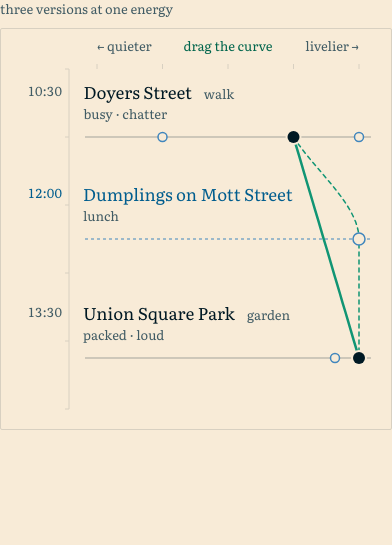 three versions at one energy
← quieter drag the curve livelier →
10:30 Doyers Street walk
busy · chatter
12:00 Dumplings on Mott Street
lunch
13:30 Union Square Park garden
packed · loud